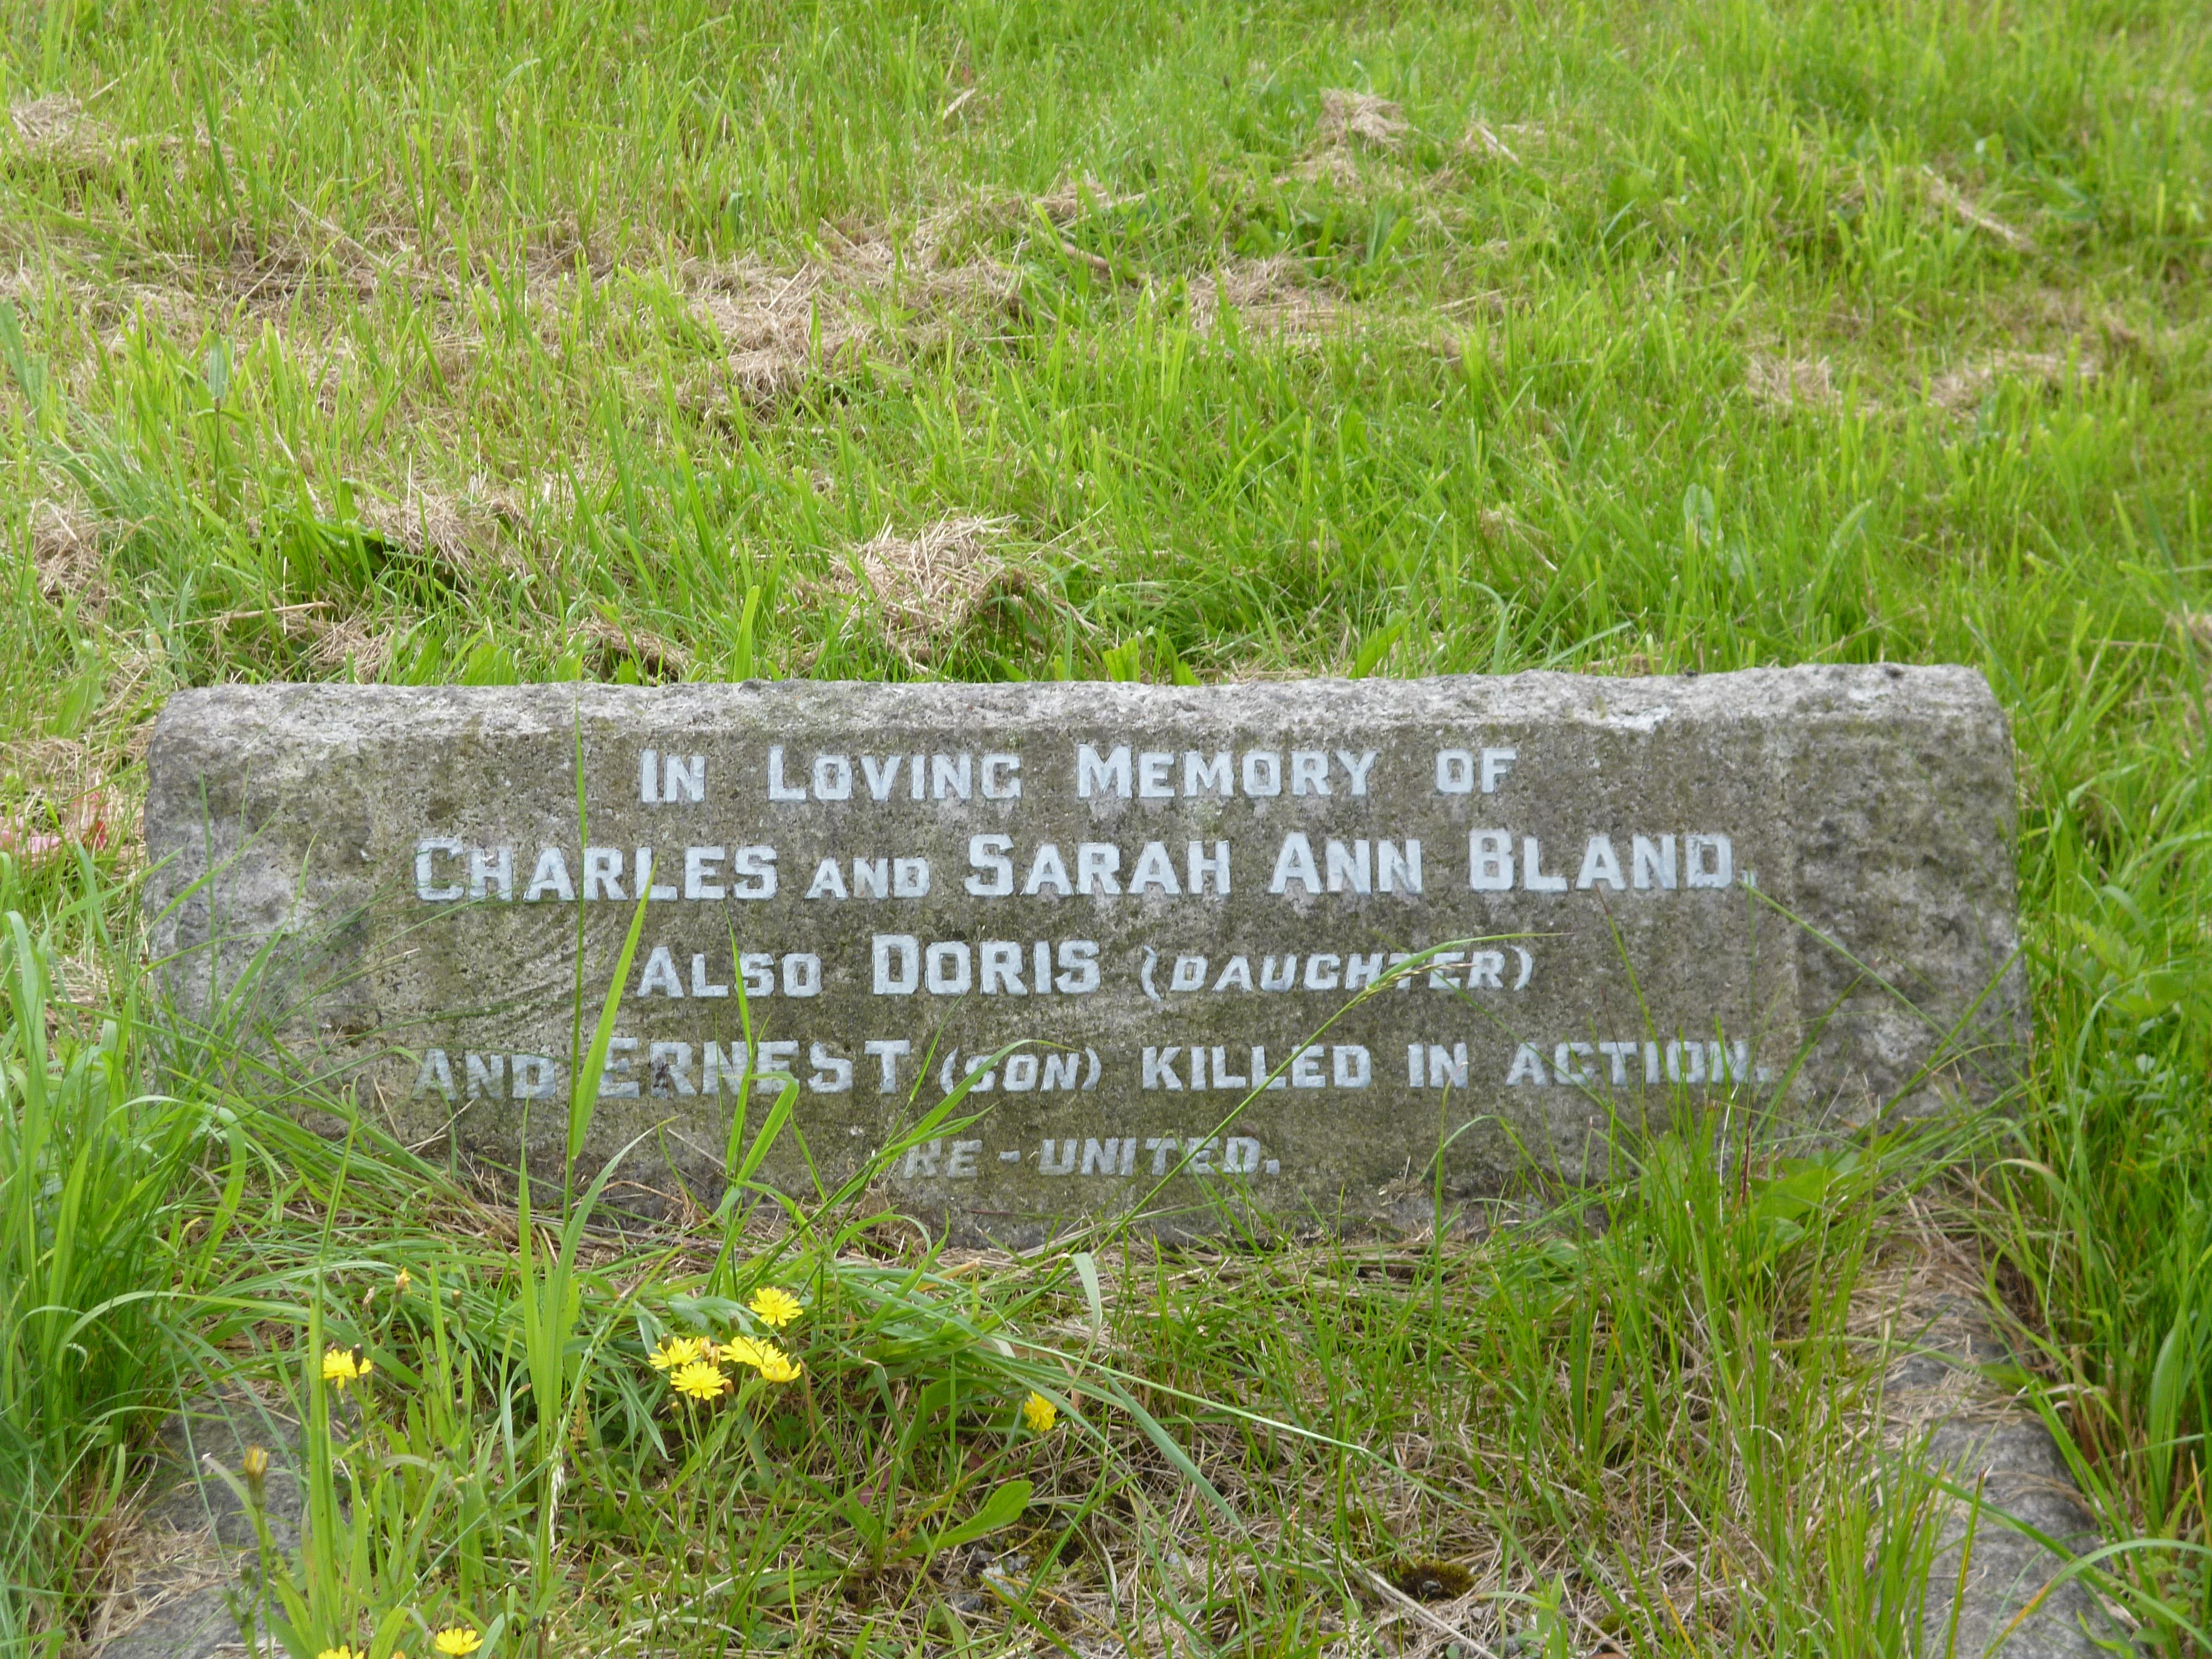 IN LOVING MEMORY OF
CHARLES AND SARAH ANN BLAND.
ALSO DORIS (DAUGHTER)
AND ERNEST (SON) KILLED IN ACTION.
RE-UNITED.